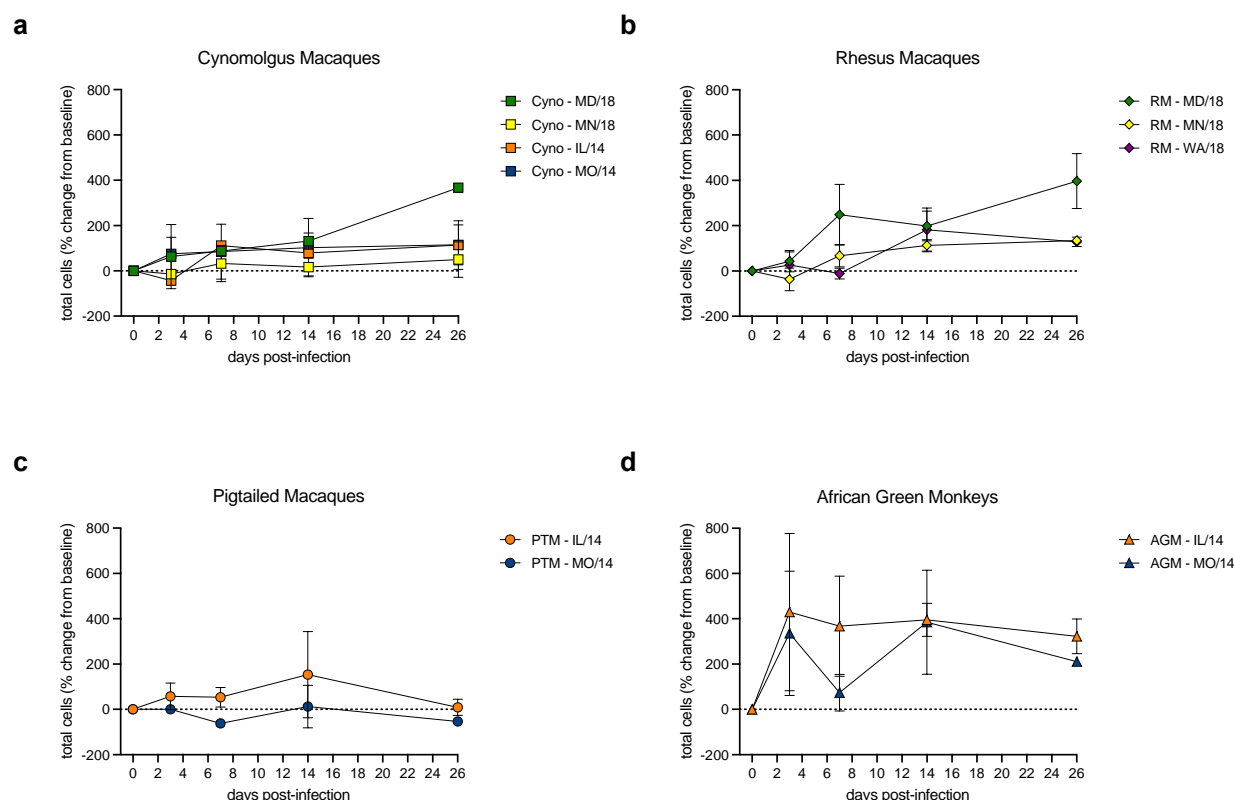 a
Cynomolgus Macaques
total cells (% change from baseline)
800
600
400
200
0
-200
0 2 4 6 8 10 12 14 16 18 20 22 24 26
days post-infection
Cyno - MD/18
Cyno - MN/18
Cyno - IL/14
Cyno - MO/14
b
Rhesus Macaques
total cells (% change from baseline)
800
600
400
200
0
-200
0 2 4 6 8 10 12 14 16 18 20 22 24 26
days post-infection
RM - MD/18
RM - MN/18
RM - WA/18
c
Pigtailed Macaques
total cells (% change from baseline)
800
600
400
200
0
-200
0 2 4 6 8 10 12 14 16 18 20 22 24 26
days post-infection
PTM - IL/14
PTM - MO/14
d
African Green Monkeys
total cells (% change from baseline)
800
600
400
200
0
-200
0 2 4 6 8 10 12 14 16 18 20 22 24 26
days post-infection
AGM - IL/14
AGM - MO/14